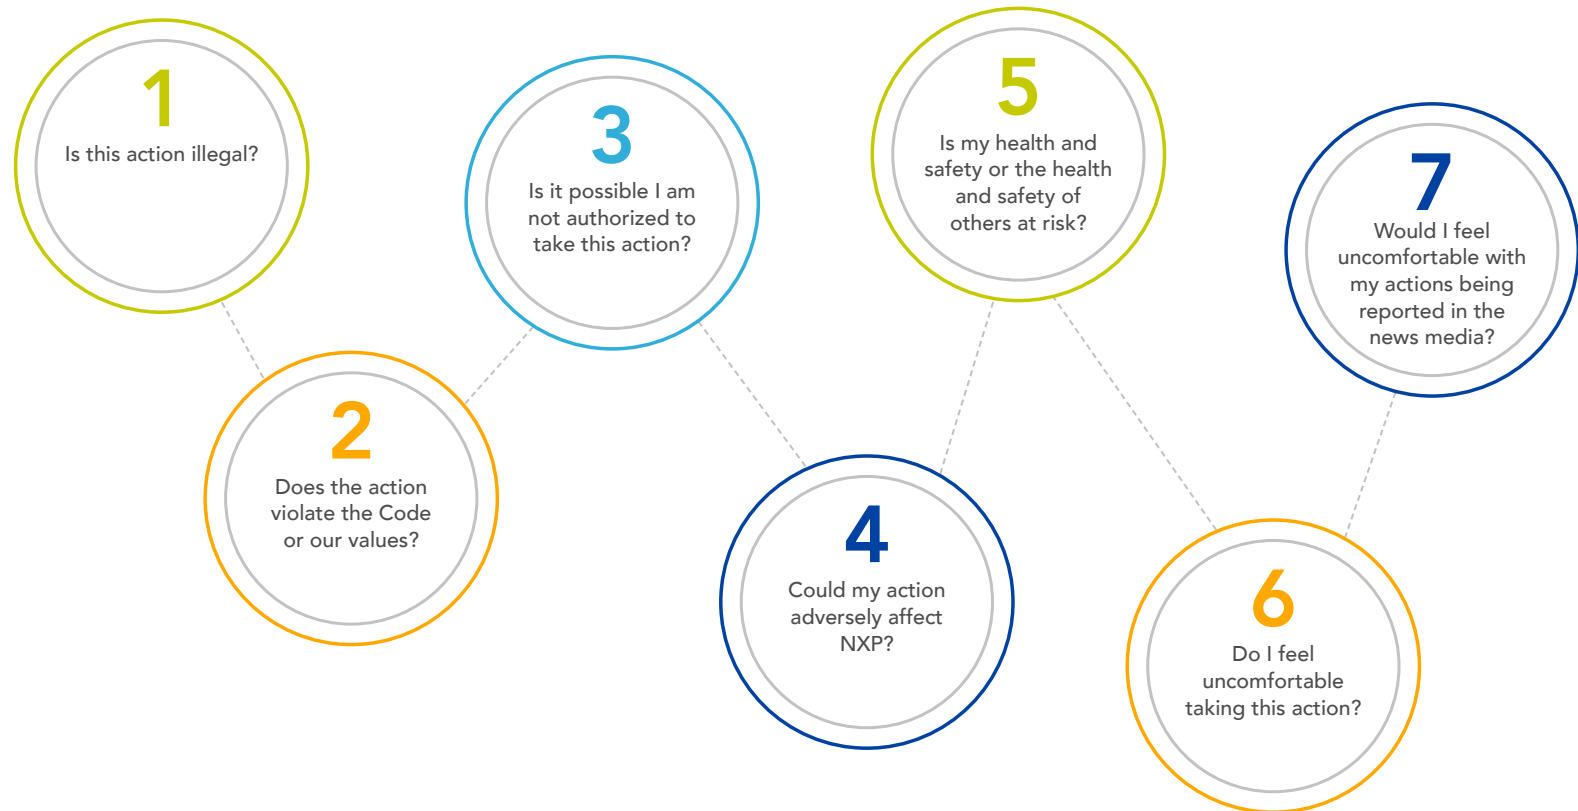 1
Is this action illegal?
2
Does the action
violate the Code
or our values?
3
Is it possible I am
not authorized to
take this action?
4
Could my action
adversely affect
NXP?
5
Is my health and
safety or the health
and safety of
others at risk?
6
Do I feel
uncomfortable
taking this action?
7
Would I feel
uncomfortable with
my actions being
reported in the
news media?